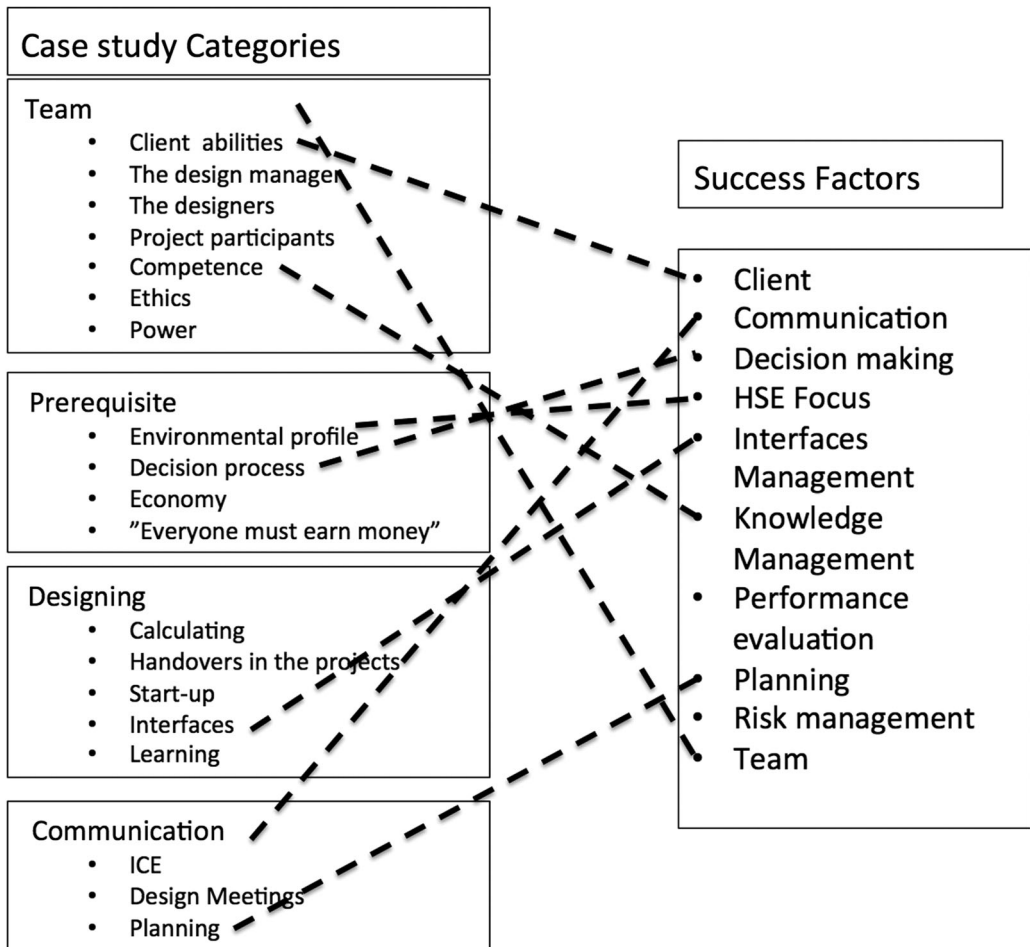 Case study Categories
Team
• Client abilities
• The design manager
• The designers
• Project participants
• Competence
• Ethics
• Power
Prerequisite
• Environmental profile
• Decision process
• Economy
• ”Everyone must earn money”
Designing
• Calculating
• Handovers in the projects
• Start-up
• Interfaces
• Learning
Communication
• ICE
• Design Meetings
• Planning
Success Factors
• Client
• Communication
• Decision making
• HSE Focus
• Interfaces
Management
• Knowledge
Management
• Performance
evaluation
• Planning
• Risk management
• Team